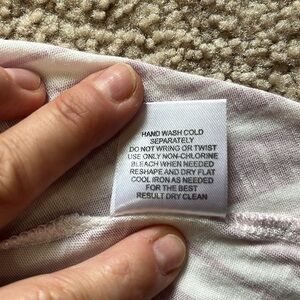 HAND WASH COLD
SEPARATELY
DO NOT WRING OR TWIST
USE ONLY NON-CHLORINE
BLEACH WHEN NEEDED
RESHAPE AND DRY FLAT
COOL IRON AS NEEDED
FOR THE BEST
RESULT DRY CLEAN